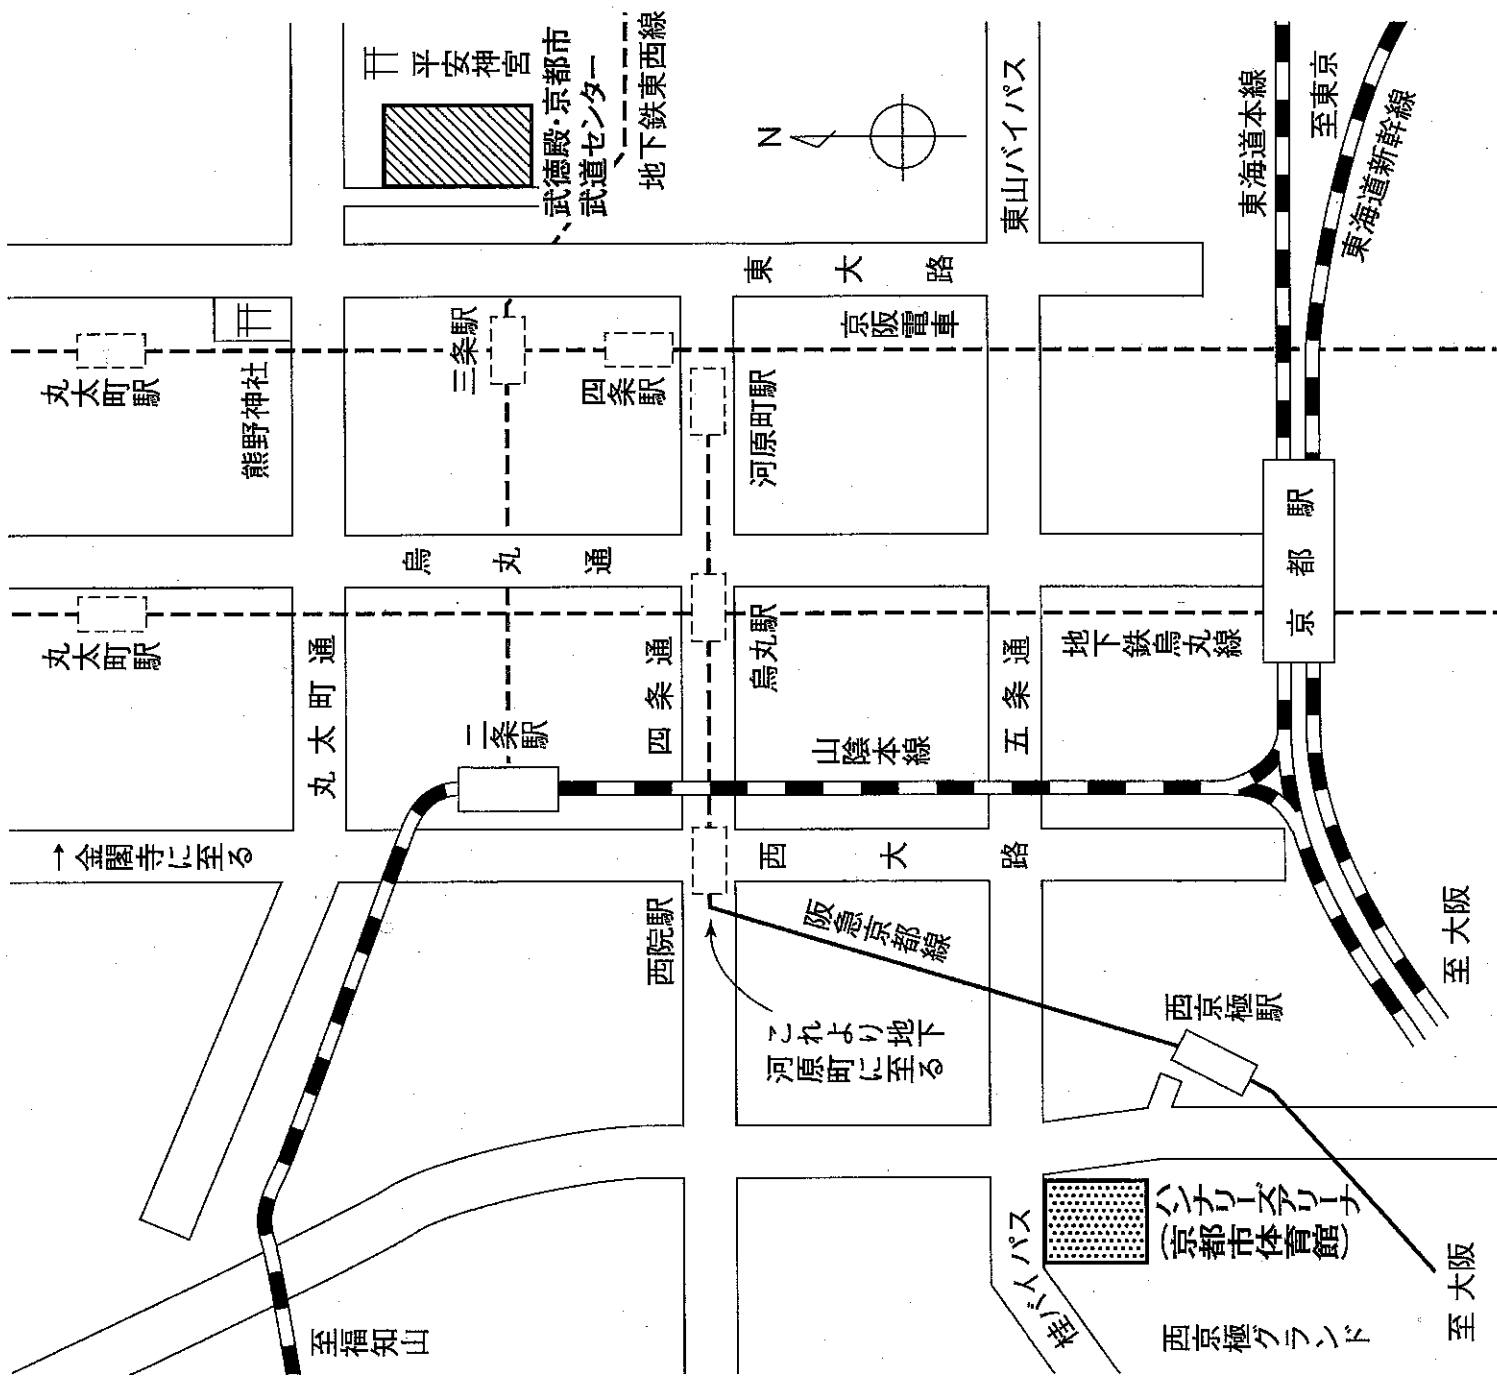 平安神宮
武徳殿・京都市
武道センター
地下鉄東西線
N
東山バイパス
東海道本線
至東京
東海道新幹線
東大路
京阪電車
三条駅
四条駅
丸太町駅
熊野神社
河原町駅
烏丸通
京都駅
丸太町駅
丸太町通
四条通
烏丸駅
五条通
地下鉄烏丸線
二条駅
山陰本線
→金閣寺に至る
西大路
西院駅
阪急京都線
これより地下
河原町に至る
西京極駅
至大阪
ハンナリーズアリーナ
(京都市体育館)
桂バイパス
西京極グランド
至大阪
至福知山